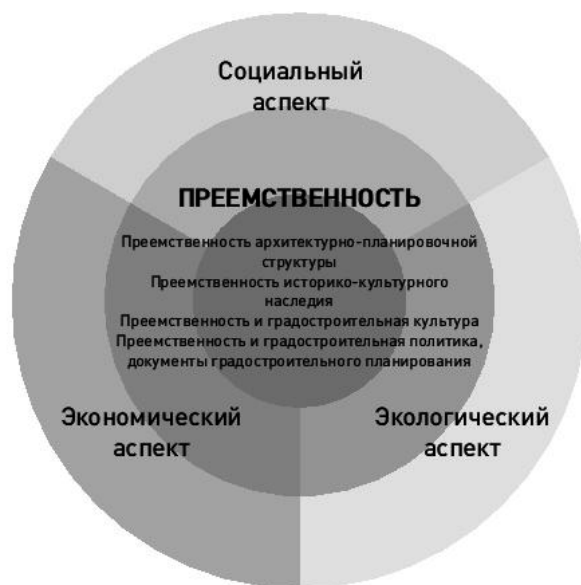 Социальный
аспект
ПРЕЕМСТВЕННОСТЬ
Преемственность архитектурно-планировочной
структуры
Преемственность историко-культурного
наследия
Преемственность и градостроительная культура
Преемственность и градостроительная политика,
документы градостроительного планирования
Экономический
аспект
Экологический
аспект